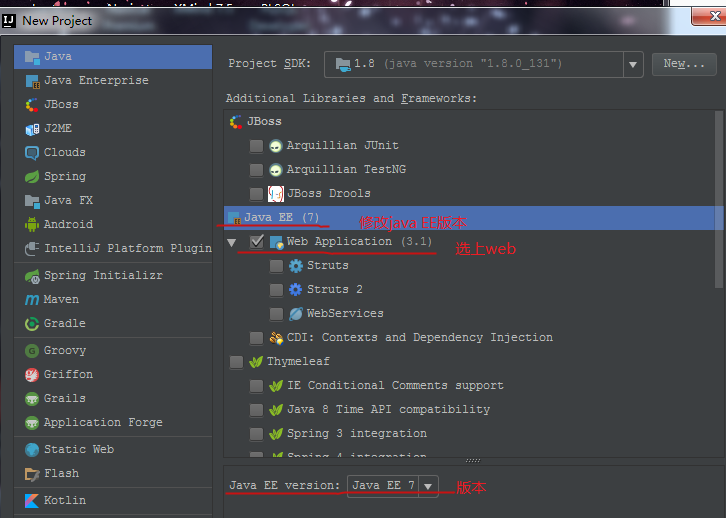 New Project
Java
Java Enterprise
JBoss
J2ME
Clouds
Spring
Java FX
Android
IntelliJ Platform Plugin
Spring Initializr
Maven
Gradle
Groovy
Griffon
Grails
Application Forge
Static Web
Flash
Kotlin
Project SDK: 1.8 (java version "1.8.0_131") New...
Additional Libraries and Frameworks:
JBoss
Arquillian JUnit
Arquillian TestNG
JBoss Drools
Java EE (7) 修改java EE版本
Web Application (3.1) 选上web
Struts
Struts 2
WebServices
CDI: Contexts and Dependency Injection
Thymeleaf
IE Conditional Comments support
Java 8 Time API compatibility
Spring 3 integration
Spring 4 integration
Java EE version: Java EE 7 版本